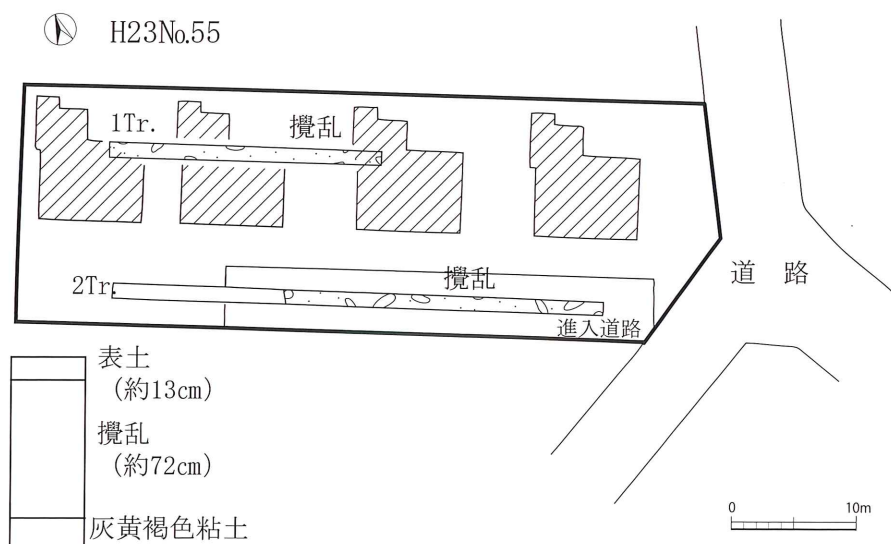 H23No.55
1Tr.
攪乱
2Tr.
攪乱
進入道路
道 路
表土
(約13cm)
攪乱
(約72cm)
灰黄褐色粘土
0
10m